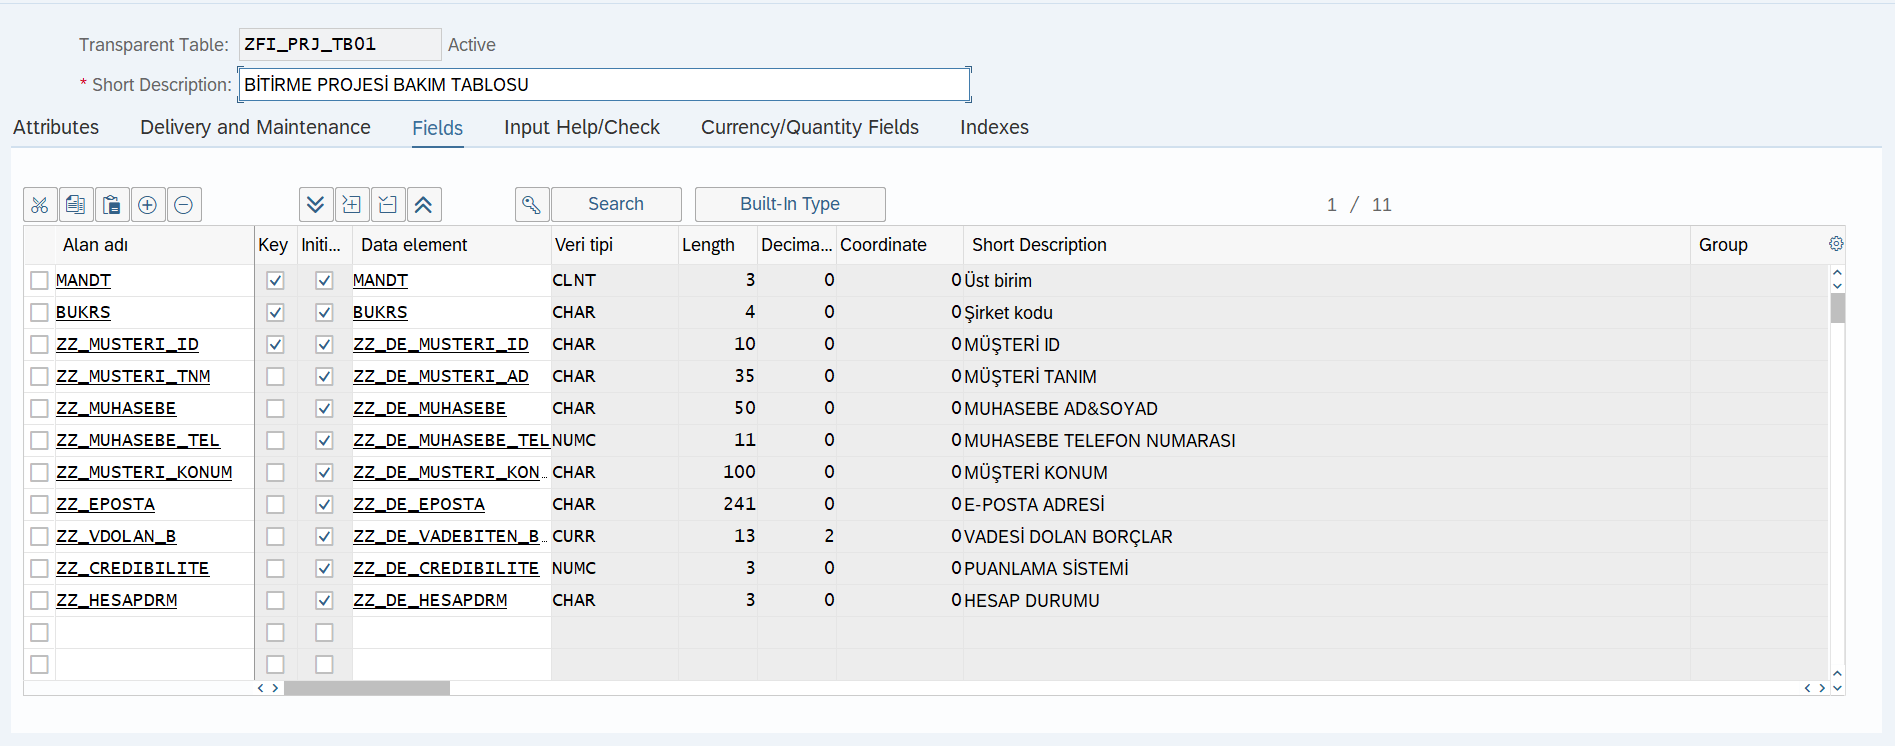 Transparent Table: ZFI_PRJ_TB01 Active
* Short Description: BİTİRME PROJESİ BAKIM TABLOSU
Attributes Delivery and Maintenance Fields Input Help/Check Currency/Quantity Fields Indexes
Search Built-In Type 1 / 11
Alan adı Key Initi... Data element Veri tipi Length Decima... Coordinate Short Description Group
MANDT MANDT CLNT 3 0 0 Üst birim
BUKRS BUKRS CHAR 4 0 0 Şirket kodu
ZZ_MUSTERI_ID ZZ_DE_MUSTERI_ID CHAR 10 0 0 MÜŞTERİ ID
ZZ_MUSTERI_TNM ZZ_DE_MUSTERI_AD CHAR 35 0 0 MÜŞTERİ TANIM
ZZ_MUHASEBE ZZ_DE_MUHASEBE CHAR 50 0 0 MUHASEBE AD&SOYAD
ZZ_MUHASEBE_TEL ZZ_DE_MUHASEBE_TEL NUMC 11 0 0 MUHASEBE TELEFON NUMARASI
ZZ_MUSTERI_KONUM ZZ_DE_MUSTERI_KON... CHAR 100 0 0 MÜŞTERİ KONUM
ZZ_EPOSTA ZZ_DE_EPOSTA CHAR 241 0 0 E-POSTA ADRESİ
ZZ_VDOLAN_B ZZ_DE_VADEBITEN_B... CURR 13 2 0 VADESİ DOLAN BORÇLAR
ZZ_CREDIBILITE ZZ_DE_CREDIBILITE NUMC 3 0 0 PUANLAMA SİSTEMİ
ZZ_HESAPDRM ZZ_DE_HESAPDRM CHAR 3 0 0 HESAP DURUMU